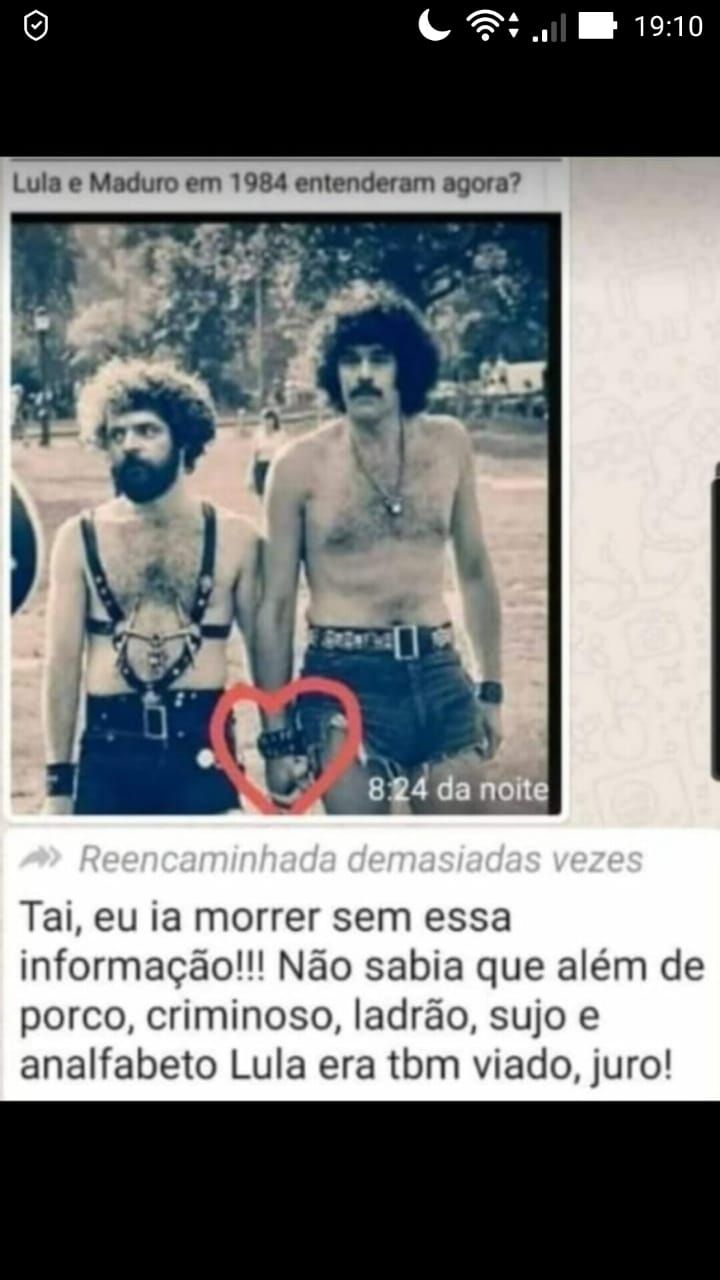 19:10
Lula e Maduro em 1984 entenderam agora?
8:24 da noite
Reencaminhada demasiadas vezes
Tai, eu ia morrer sem essa
informação!!! Não sabia que além de
porco, criminoso, ladrão, sujo e
analfabeto Lula era tbm viado, juro!